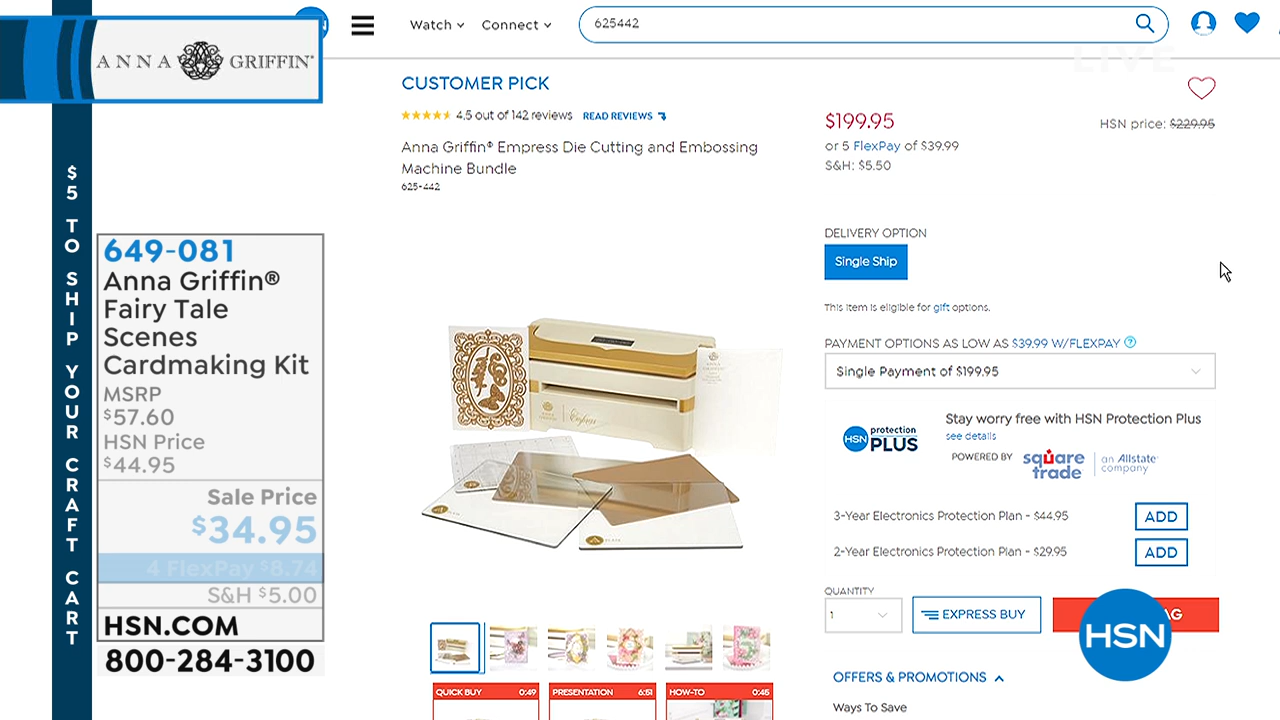 ANNA GRIFFIN
$5 TO SHIP YOUR CRAFT CART
649-081
Anna Griffin®
Fairy Tale
Scenes
Cardmaking Kit
MSRP
$57.60
HSN Price
$44.95
Sale Price
$34.95
4 FlexPay $8.74
S&H $5.00
HSN.COM
800-284-3100
Watch
Connect
625442
LIVE
CUSTOMER PICK
4.5 out of 142 reviews READ REVIEWS
Anna Griffin® Empress Die Cutting and Embossing
Machine Bundle
625-442
$199.95
HSN price: $229.95
or 5 FlexPay of $39.99
S&H: $5.50
DELIVERY OPTION
Single Ship
This item is eligible for gift options.
PAYMENT OPTIONS AS LOW AS $39.99 W/FLEXPAY ?
Single Payment of $199.95
HSN protection PLUS
Stay worry free with HSN Protection Plus
see details
POWERED BY square trade an Allstate company
3-Year Electronics Protection Plan - $44.95 ADD
2-Year Electronics Protection Plan - $29.95 ADD
QUANTITY
1
EXPRESS BUY
HSN
OFFERS & PROMOTIONS
Ways To Save
QUICK BUY 0:49
PRESENTATION 6:51
HOW-TO 0:45